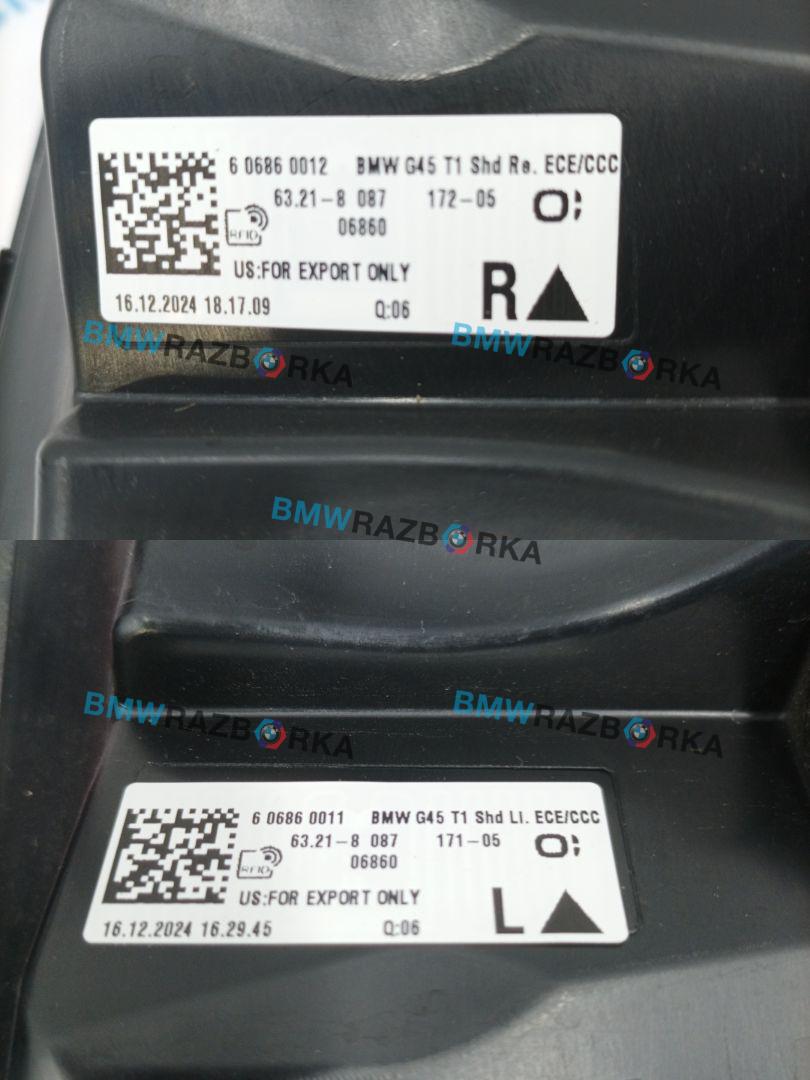 6 0686 0012 BMW G45 T1 Shd Re. ECE/CCC
63.21-8 087 172-05
RFID
06860
US:FOR EXPORT ONLY
R
16.12.2024 18.17.09 Q:06
BMWRAZBORKA BMWRAZBORKA
BMWRAZBORKA
BMWRAZBORKA BMWRAZBORKA
6 0686 0011 BMW G45 T1 Shd LI. ECE/CCC
63.21-8 087 171-05
RFID
06860
US:FOR EXPORT ONLY
L
16.12.2024 16.29.45 Q:06